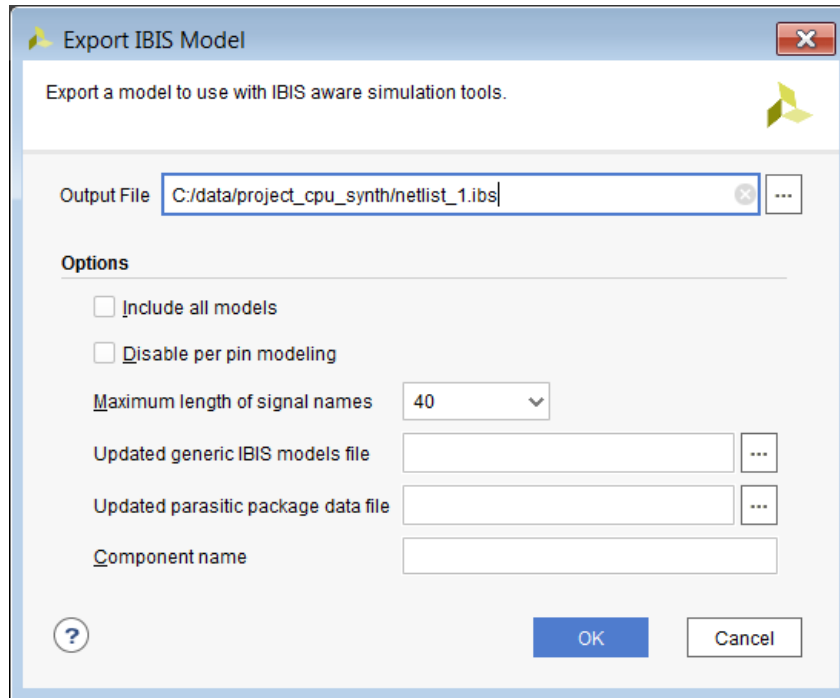 Export IBIS Model
Export a model to use with IBIS aware simulation tools.
Output File C:/data/project_cpu_synth/netlist_1.ibs ...
Options
Include all models
Disable per pin modeling
Maximum length of signal names 40
Updated generic IBIS models file ...
Updated parasitic package data file ...
Component name
? OK Cancel